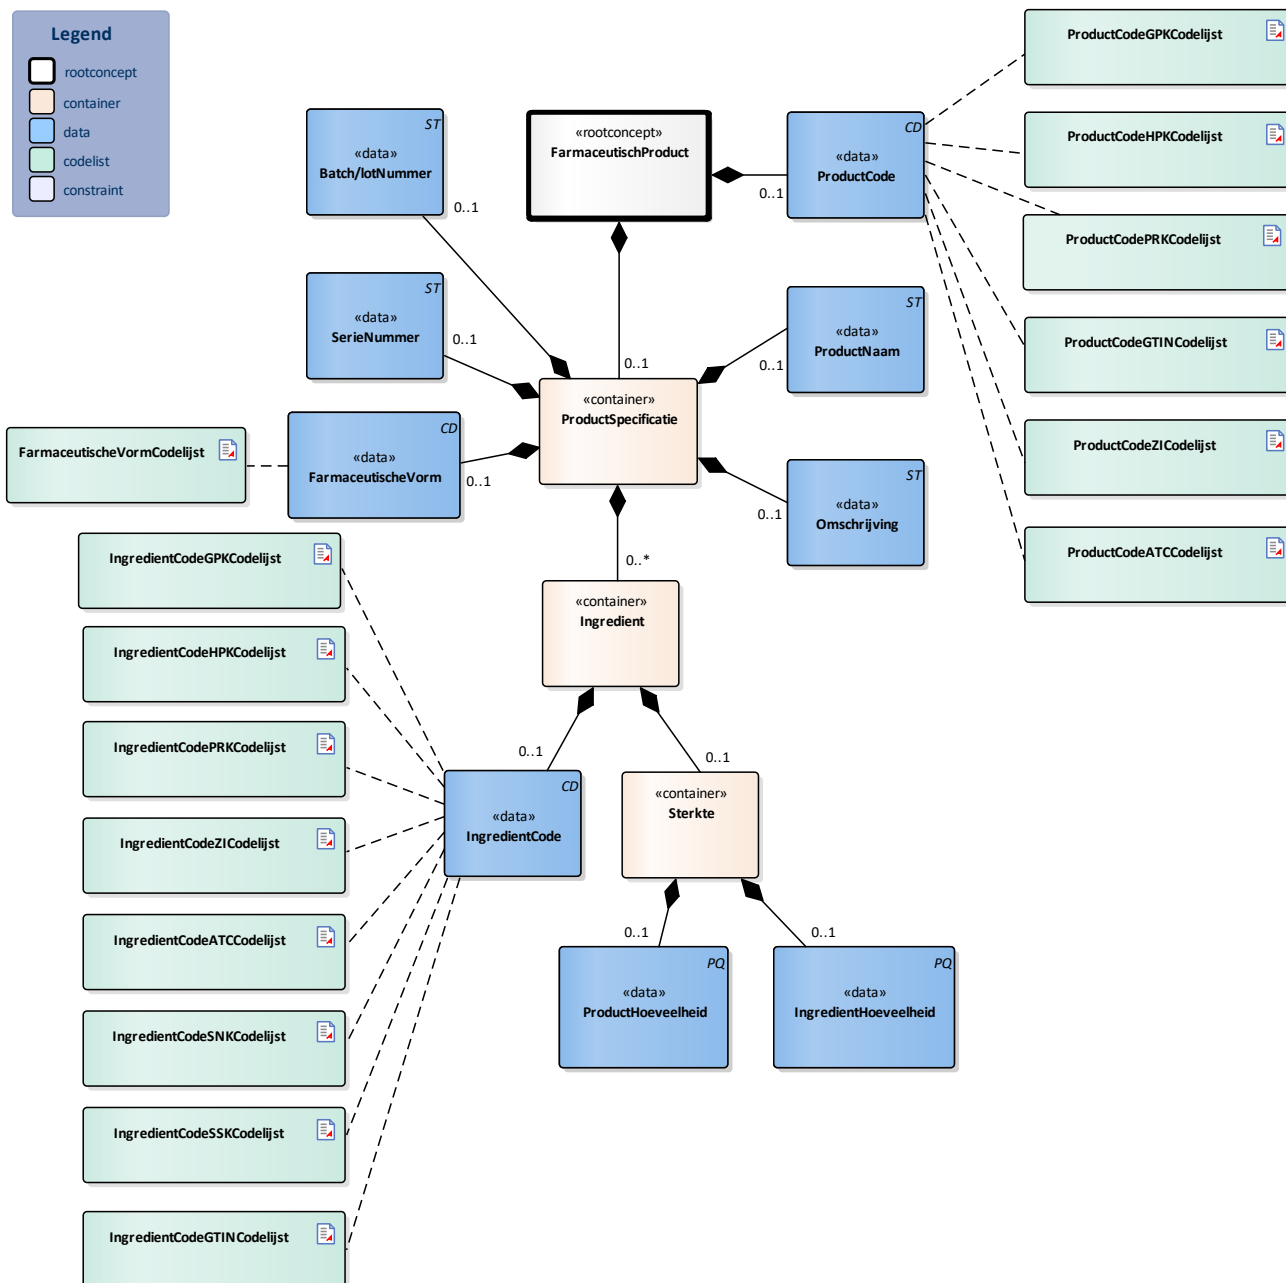 Legend
rootconcept
container
data
codelist
constraint
ST
«data»
Batch/lotNummer
0..1
«rootconcept»
FarmaceutischProduct
CD
«data»
ProductCode
0..1
ProductCodeGPKCodelijst
ProductCodeHPKCodelijst
ProductCodePRKCodelijst
ProductCodeGTINCodelijst
ProductCodeZICodelijst
ProductCodeATCCodelijst
ST
«data»
SerieNummer
0..1
0..1
ST
«data»
ProductNaam
0..1
«container»
ProductSpecificatie
FarmaceutischeVormCodelijst
CD
«data»
FarmaceutischeVorm
0..1
ST
«data»
Omschrijving
0..1
0..*
«container»
Ingredient
IngredientCodeGPKCodelijst
IngredientCodeHPKCodelijst
IngredientCodePRKCodelijst
IngredientCodeZICodelijst
IngredientCodeATCCodelijst
IngredientCodeSNKCodelijst
IngredientCodeSSKCodelijst
IngredientCodeGTINCodelijst
0..1
0..1
CD
«data»
IngredientCode
«container»
Sterkte
0..1
0..1
PQ
«data»
ProductHoeveelheid
PQ
«data»
IngredientHoeveelheid